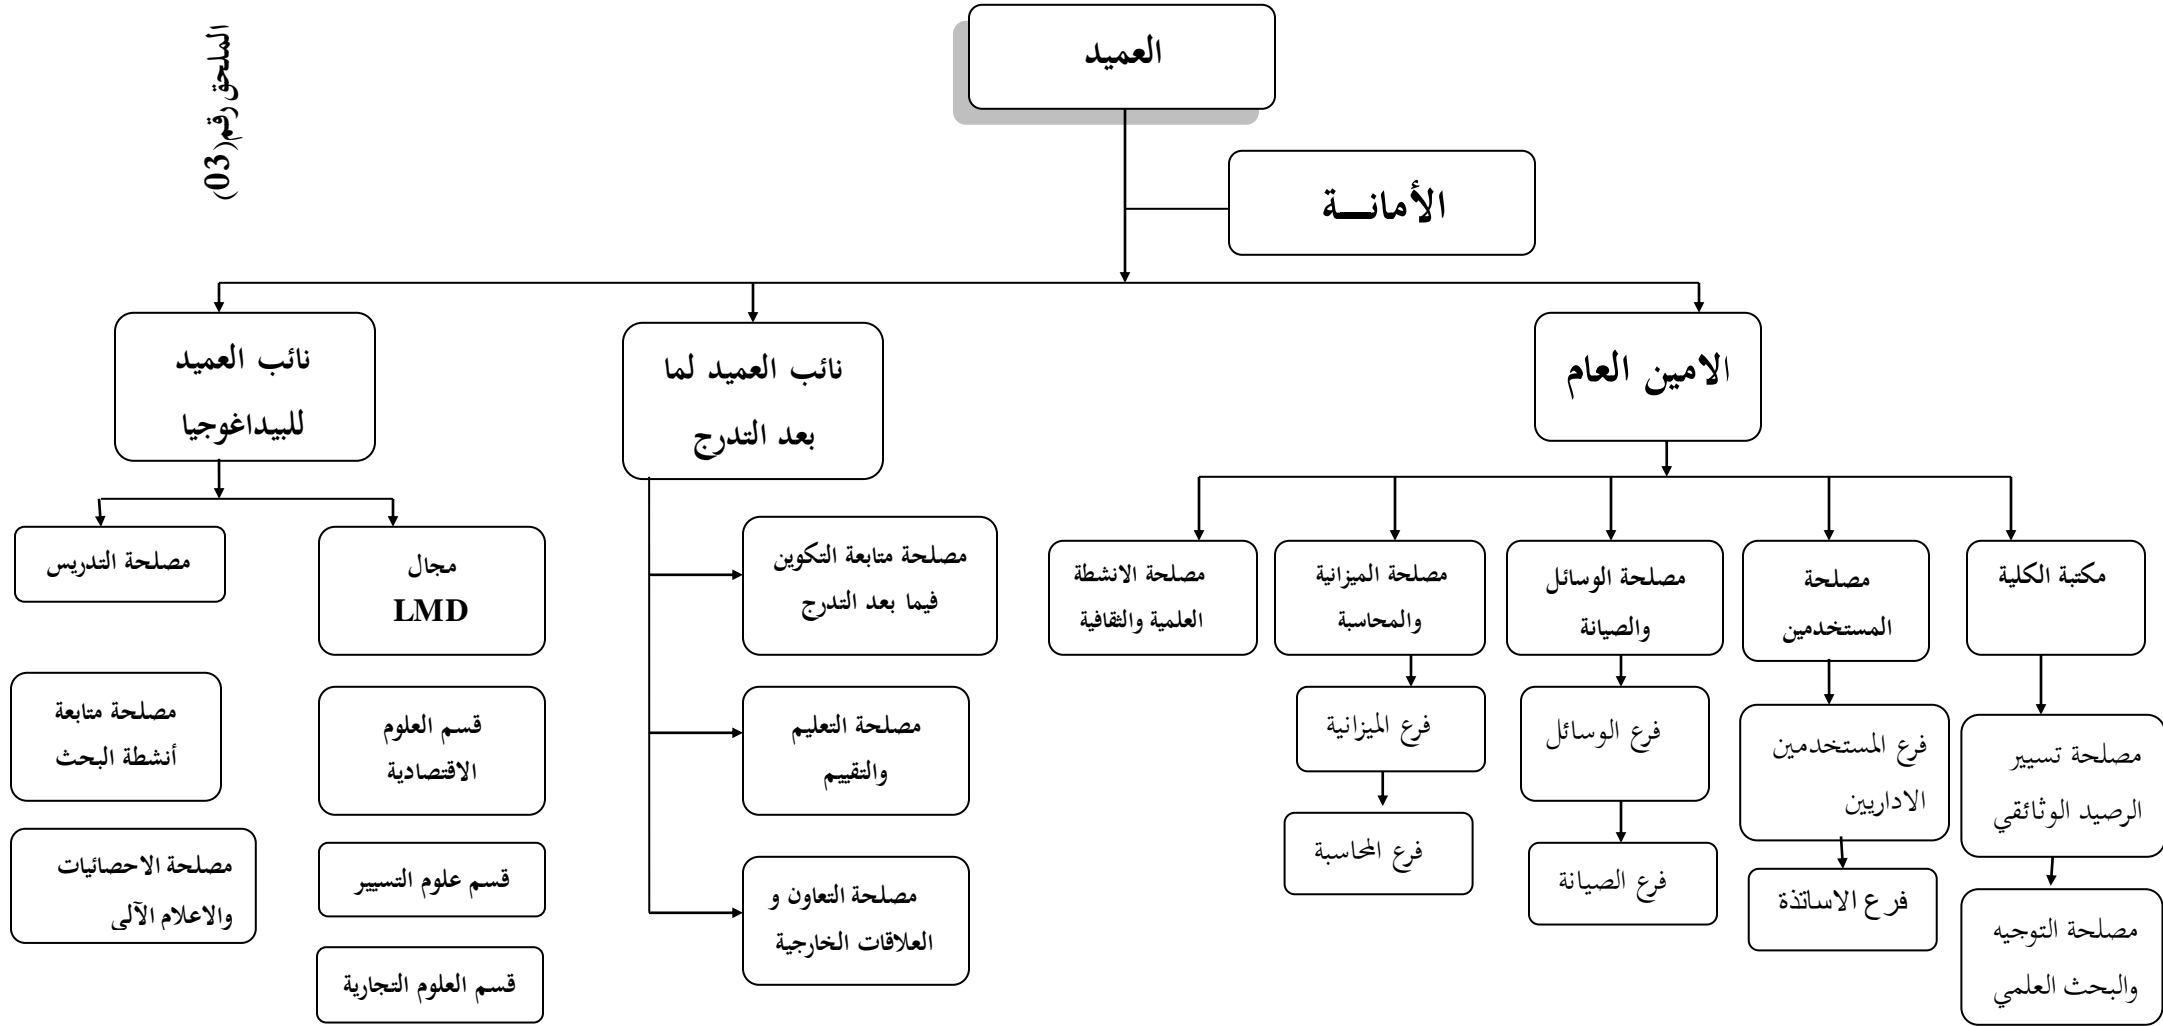 الملحق رقم(03)
العميد
الأمانـــة
الامين العام
نائب العميد لما
بعد التدرج
نائب العميد
للبيداغوجيا
مكتبة الكلية
مصلحة
المستخدمين
مصلحة الوسائل
والصيانة
مصلحة الميزانية
والمحاسبة
مصلحة الانشطة
العلمية والثقافية
مصلحة تسيير
الرصيد الوثائقي
مصلحة التوجيه
والبحث العلمي
فرع المستخدمين
الاداريين
فرع الاساتذة
فرع الوسائل
فرع الصيانة
فرع الميزانية
فرع المحاسبة
مصلحة متابعة التكوين
فيما بعد التدرج
مصلحة التعليم
والتقييم
مصلحة التعاون و
العلاقات الخارجية
مجال
LMD
قسم العلوم
الاقتصادية
قسم علوم التسيير
قسم العلوم التجارية
مصلحة التدريس
مصلحة متابعة
أنشطة البحث
مصلحة الاحصائيات
والاعلام الآلي